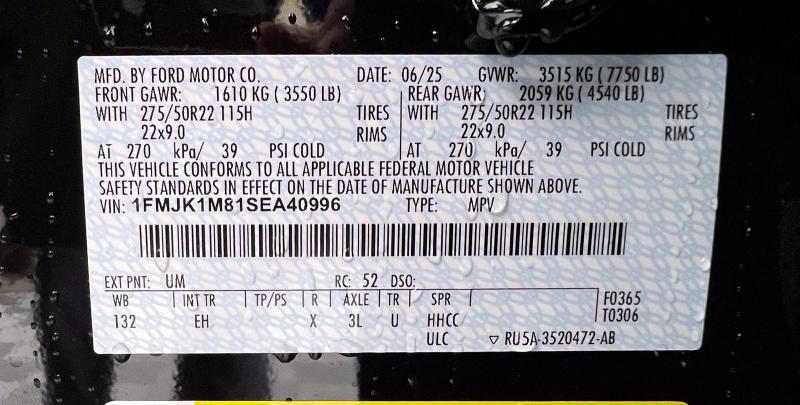 MFD. BY FORD MOTOR CO. DATE: 06/25 GVWR: 3515 KG ( 7750 LB)
FRONT GAWR: 1610 KG ( 3550 LB) REAR GAWR: 2059 KG ( 4540 LB)
WITH 275/50R22 115H TIRES WITH 275/50R22 115H TIRES
22x9.0 RIMS 22x9.0 RIMS
AT 270 kPa/ 39 PSI COLD AT 270 kPa/ 39 PSI COLD
THIS VEHICLE CONFORMS TO ALL APPLICABLE FEDERAL MOTOR VEHICLE
SAFETY STANDARDS IN EFFECT ON THE DATE OF MANUFACTURE SHOWN ABOVE.
VIN: 1FMJK1M81SEA40996 TYPE: MPV
EXT PNT: UM RC: 52 DSO:
WB INT TR TP/PS R AXLE TR SPR F0365
132 EH X 3L U HHCC T0306
ULC ▽ RU5A-3520472-AB